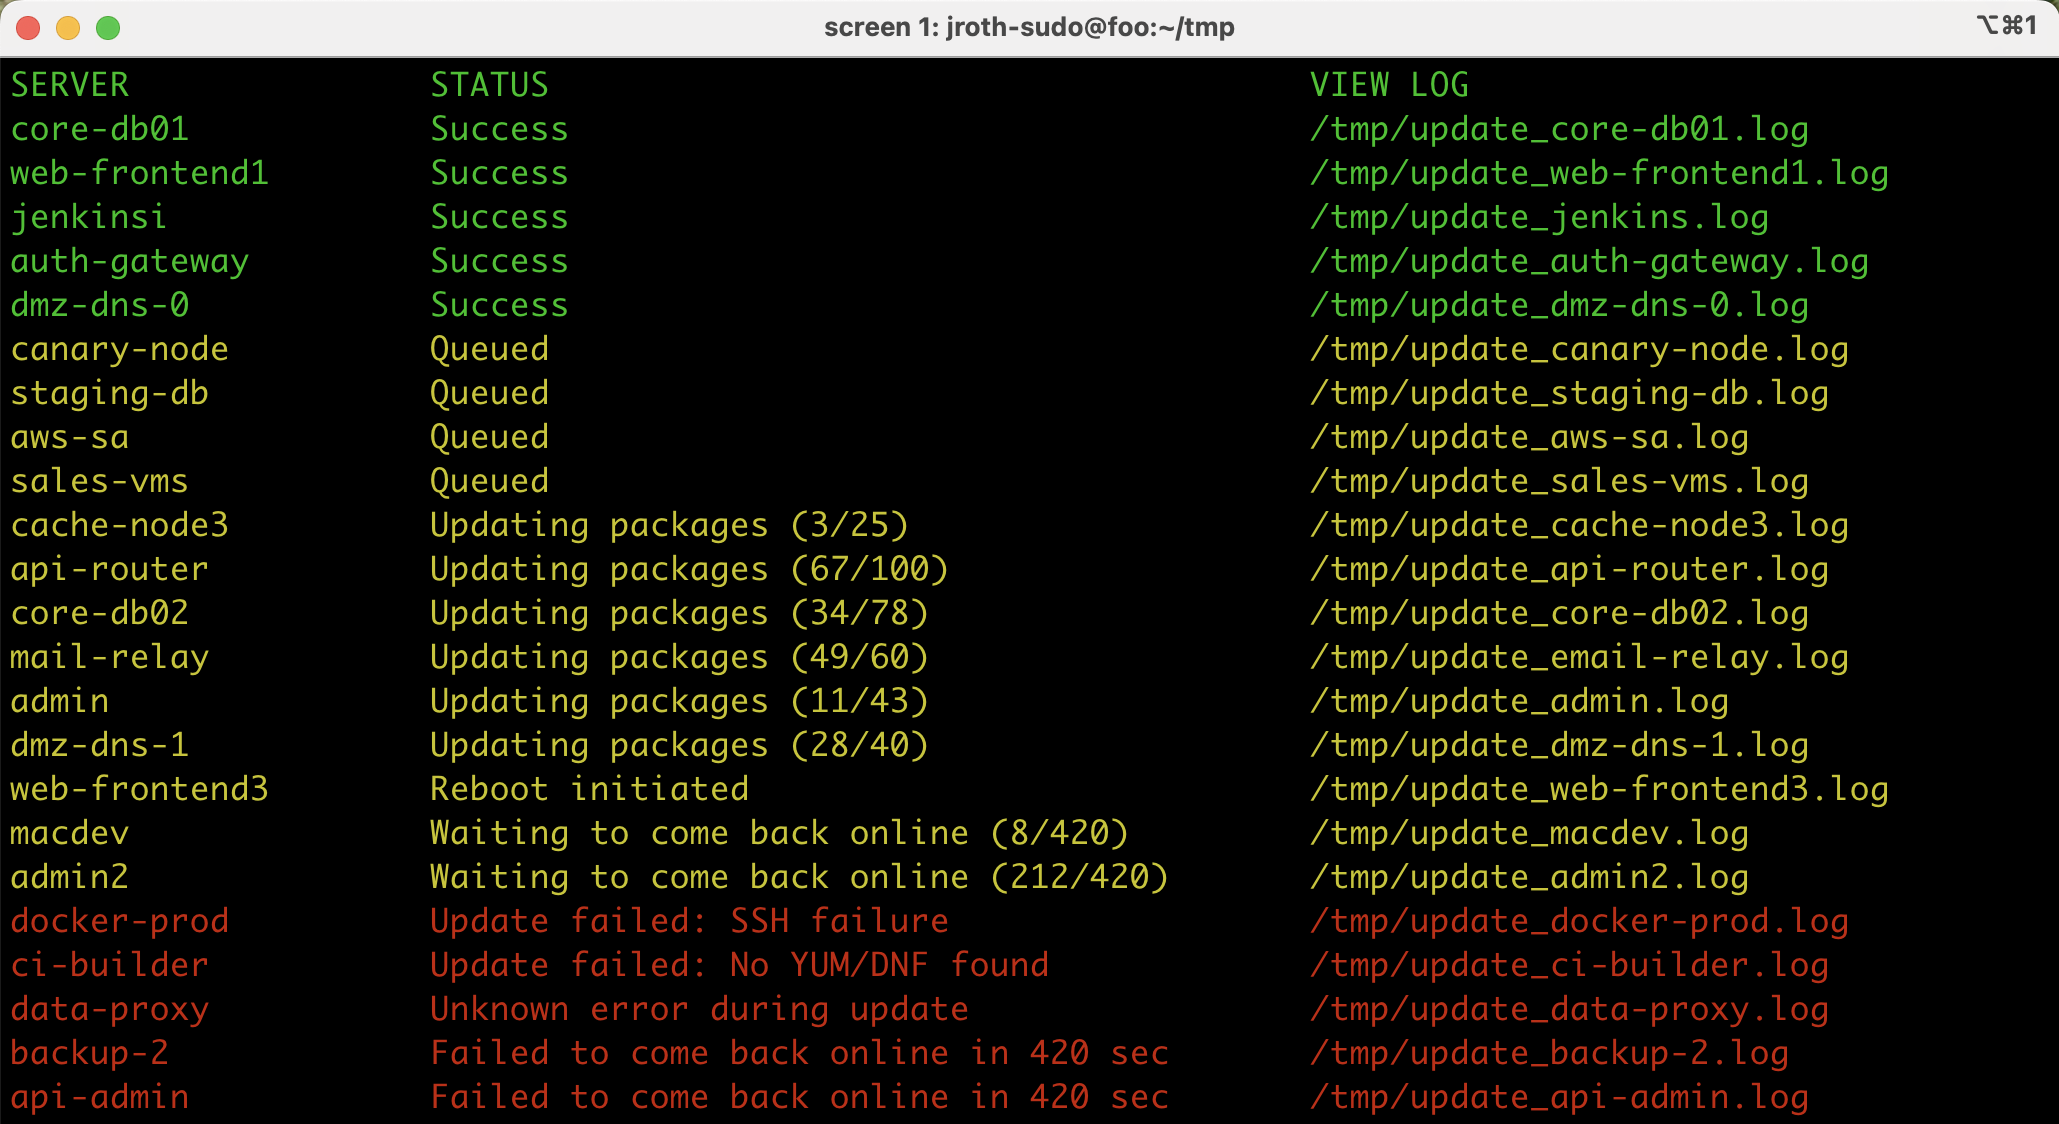 screen 1: jroth-sudo@foo:~/tmp ⌥⌘1
SERVER STATUS VIEW LOG
core-db01 Success /tmp/update_core-db01.log
web-frontend1 Success /tmp/update_web-frontend1.log
jenkinsi Success /tmp/update_jenkins.log
auth-gateway Success /tmp/update_auth-gateway.log
dmz-dns-0 Success /tmp/update_dmz-dns-0.log
canary-node Queued /tmp/update_canary-node.log
staging-db Queued /tmp/update_staging-db.log
aws-sa Queued /tmp/update_aws-sa.log
sales-vms Queued /tmp/update_sales-vms.log
cache-node3 Updating packages (3/25) /tmp/update_cache-node3.log
api-router Updating packages (67/100) /tmp/update_api-router.log
core-db02 Updating packages (34/78) /tmp/update_core-db02.log
mail-relay Updating packages (49/60) /tmp/update_email-relay.log
admin Updating packages (11/43) /tmp/update_admin.log
dmz-dns-1 Updating packages (28/40) /tmp/update_dmz-dns-1.log
web-frontend3 Reboot initiated /tmp/update_web-frontend3.log
macdev Waiting to come back online (8/420) /tmp/update_macdev.log
admin2 Waiting to come back online (212/420) /tmp/update_admin2.log
docker-prod Update failed: SSH failure /tmp/update_docker-prod.log
ci-builder Update failed: No YUM/DNF found /tmp/update_ci-builder.log
data-proxy Unknown error during update /tmp/update_data-proxy.log
backup-2 Failed to come back online in 420 sec /tmp/update_backup-2.log
api-admin Failed to come back online in 420 sec /tmp/update_api-admin.log